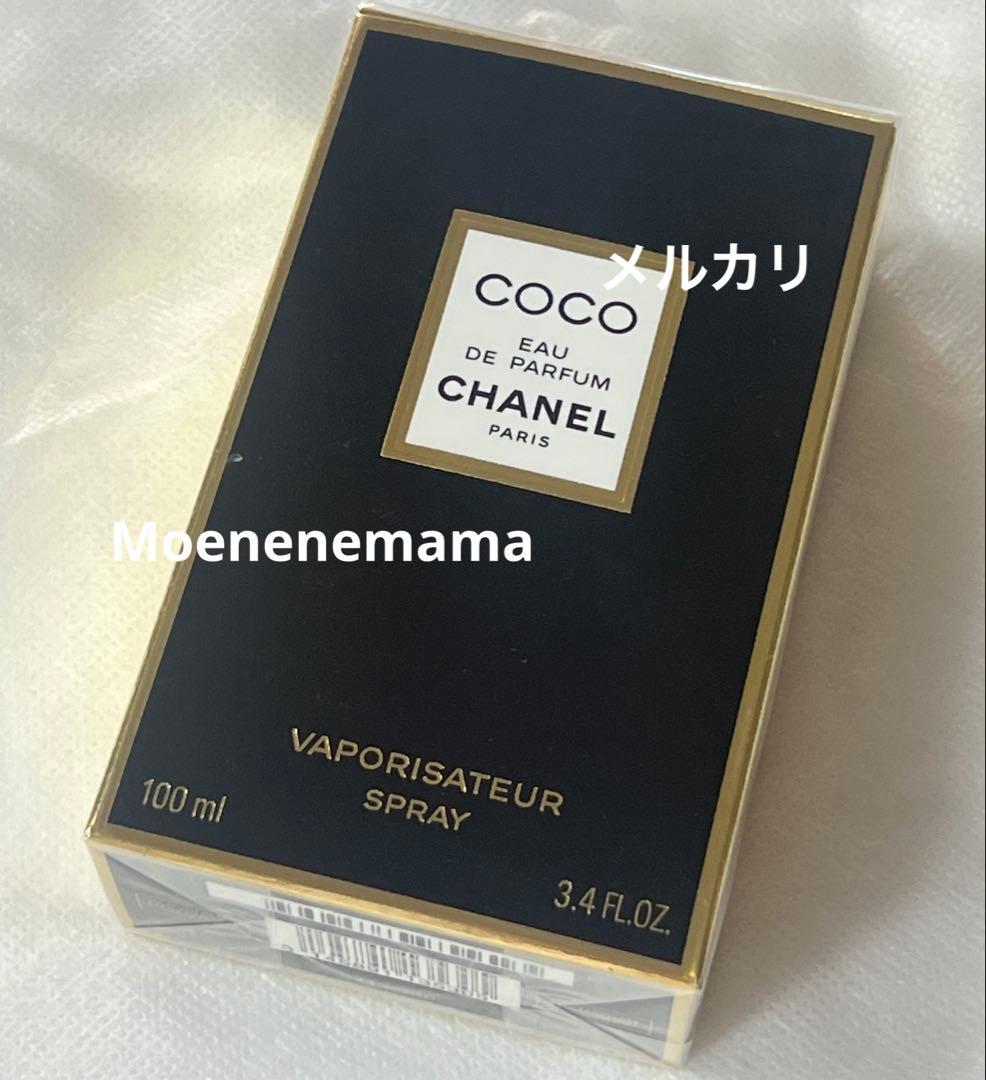 メルカリ
COCO
EAU
DE PARFUM
CHANEL
PARIS
Moenenemama
VAPORISATEUR
SPRAY
100 ml
3.4 FL.OZ.